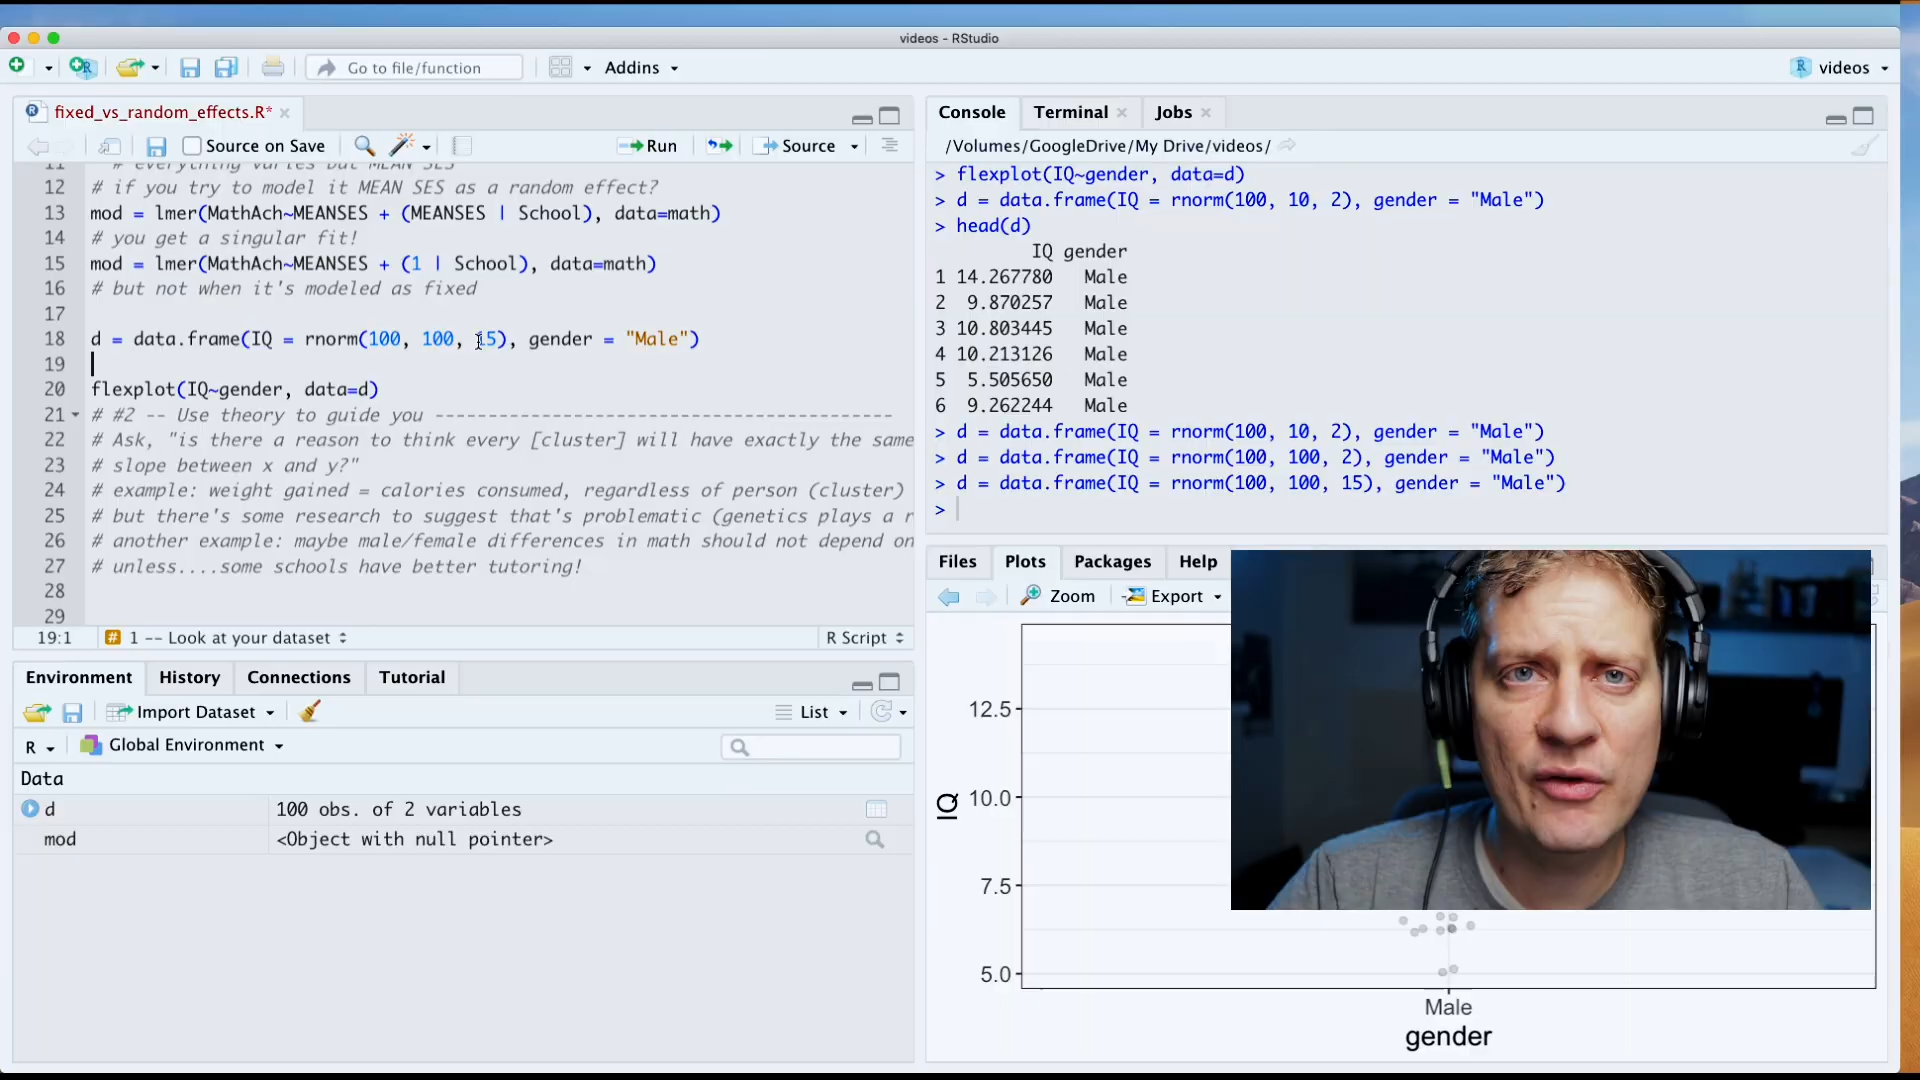 videos - RStudio
Go to file/function
Addins
videos
fixed_vs_random_effects.R*
Source on Save
Run
Source
11 # everything varies but MEAN SES
12 # if you try to model it MEAN SES as a random effect?
13 mod = lmer(MathAch~MEANSES + (MEANSES | School), data=math)
14 # you get a singular fit!
15 mod = lmer(MathAch~MEANSES + (1 | School), data=math)
16 # but not when it's modeled as fixed
17
18 d = data.frame(IQ = rnorm(100, 100, 15), gender = "Male")
19
20 flexplot(IQ~gender, data=d)
21 # #2 -- Use theory to guide you -------------------------------------------
22 # Ask, "is there a reason to think every [cluster] will have exactly the same
23 # slope between x and y?"
24 # example: weight gained = calories consumed, regardless of person (cluster)
25 # but there's some research to suggest that's problematic (genetics plays a r
26 # another example: maybe male/female differences in math should not depend on
27 # unless....some schools have better tutoring!
28
29
19:1
# 1 -- Look at your dataset
R Script
Environment
History
Connections
Tutorial
Import Dataset
List
R
Global Environment
Data
d 100 obs. of 2 variables
mod <Object with null pointer>
Console
Terminal
Jobs
/Volumes/GoogleDrive/My Drive/videos/
> flexplot(IQ~gender, data=d)
> d = data.frame(IQ = rnorm(100, 10, 2), gender = "Male")
> head(d)
IQ gender
1 14.267780 Male
2 9.870257 Male
3 10.803445 Male
4 10.213126 Male
5 5.505650 Male
6 9.262244 Male
> d = data.frame(IQ = rnorm(100, 10, 2), gender = "Male")
> d = data.frame(IQ = rnorm(100, 100, 2), gender = "Male")
> d = data.frame(IQ = rnorm(100, 100, 15), gender = "Male")
>
Files
Plots
Packages
Help
Zoom
Export
12.5
10.0
7.5
5.0
IQ
Male
gender